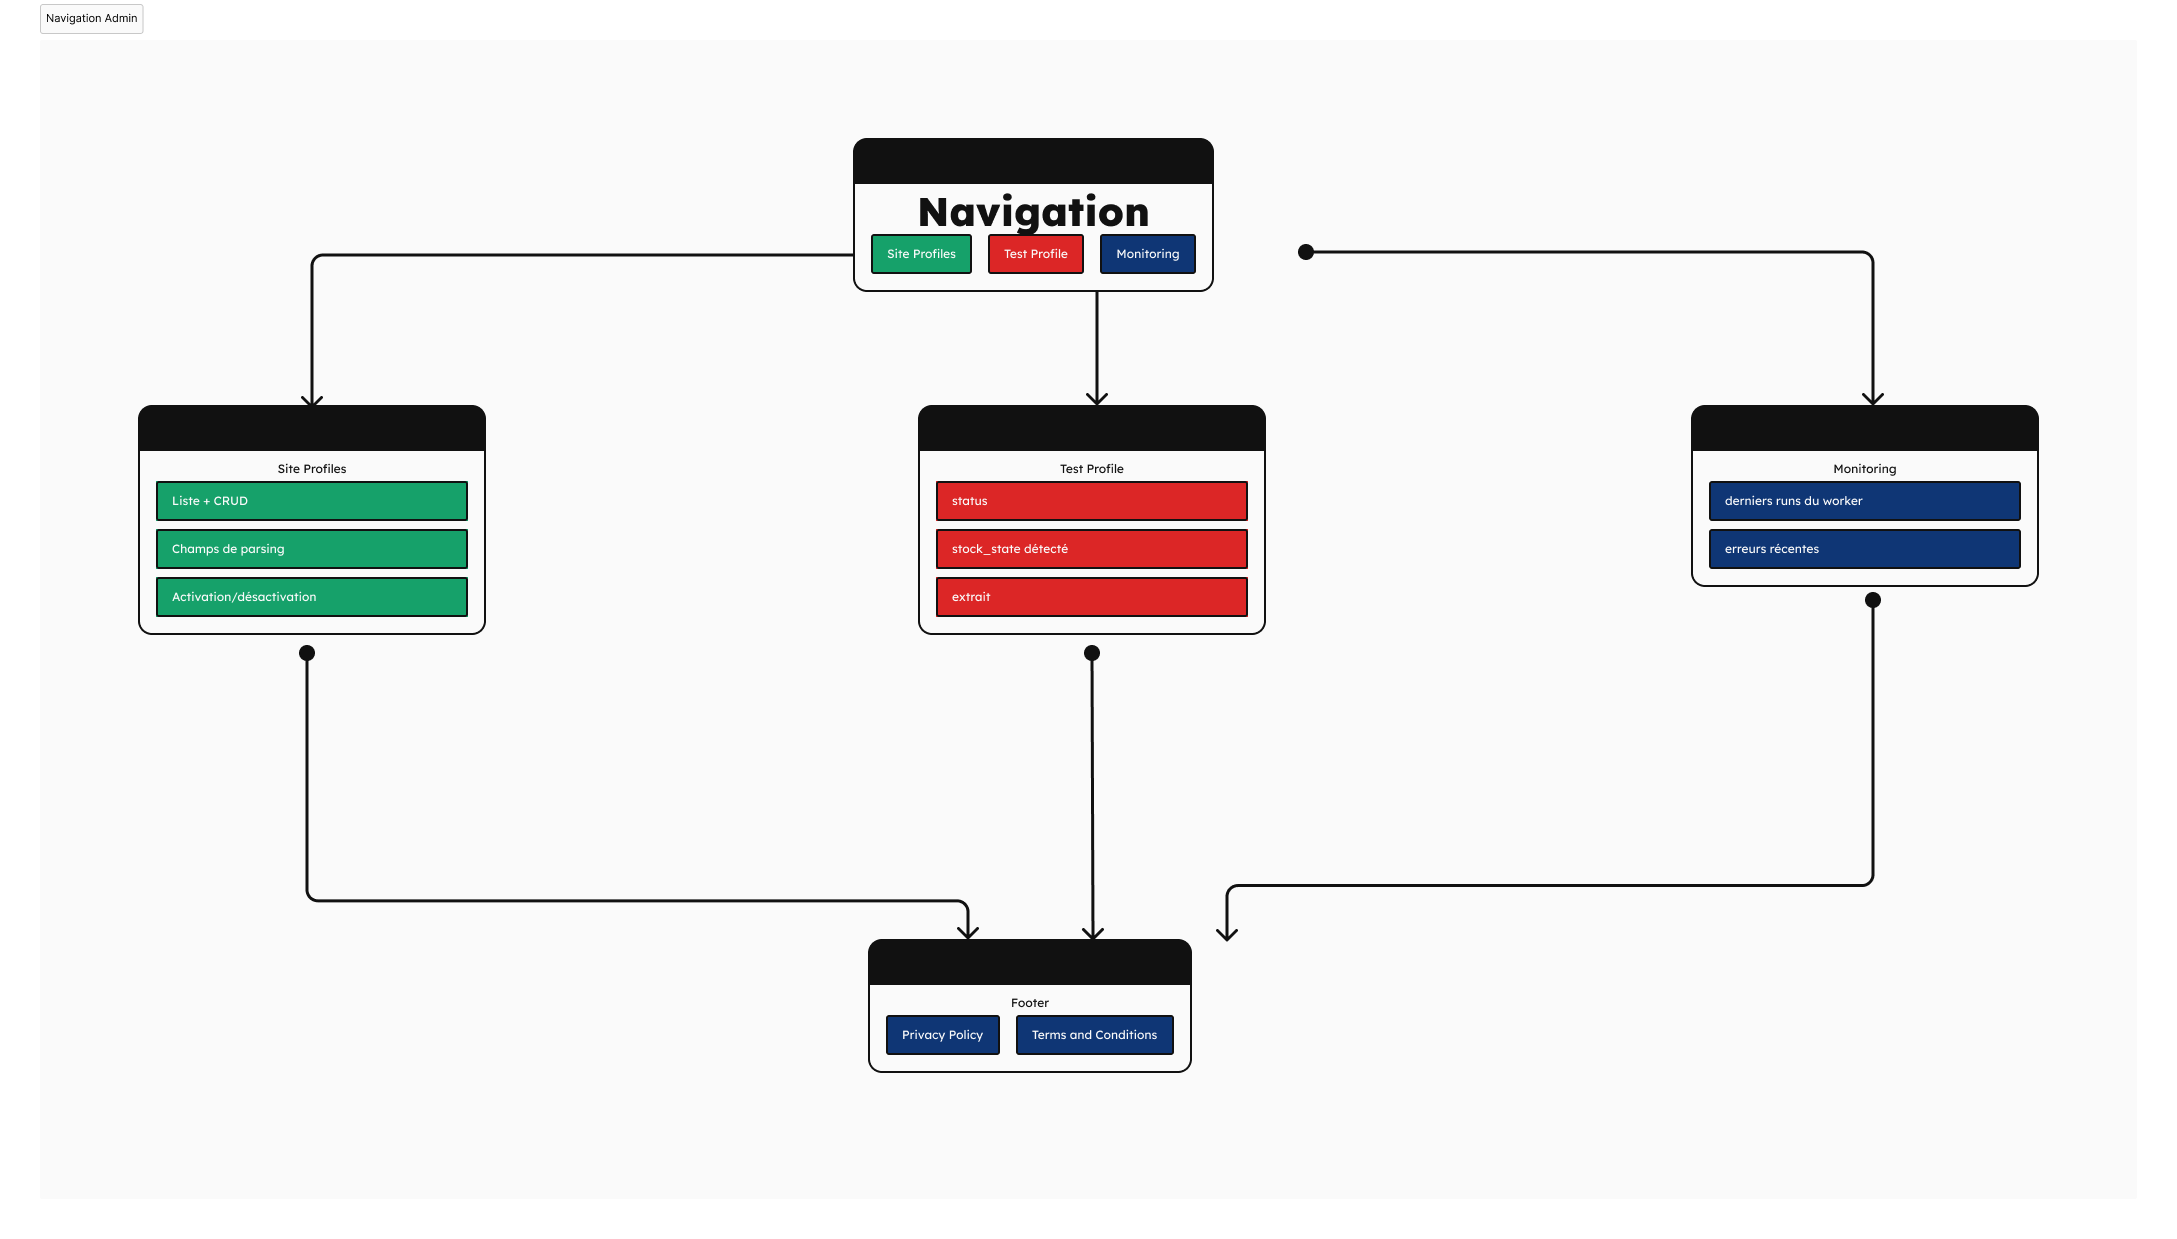 Navigation Admin
Navigation
Site Profiles
Test Profile
Monitoring
Site Profiles
Liste + CRUD
Champs de parsing
Activation/désactivation
Test Profile
status
stock_state détecté
extrait
Monitoring
derniers runs du worker
erreurs récentes
Footer
Privacy Policy
Terms and Conditions